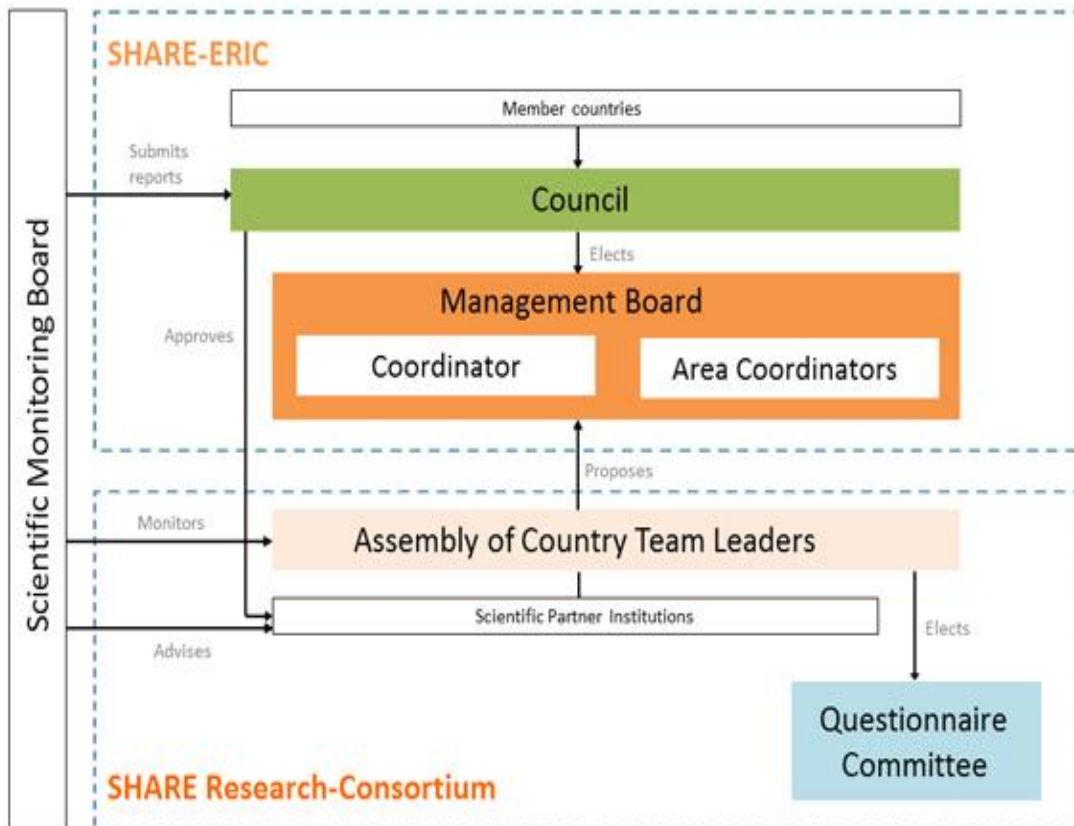 SHARE-ERIC
Member countries
Submits
reports
Council
Elects
Management Board
Approves
Coordinator
Area Coordinators
Scientific Monitoring Board
Proposes
Monitors
Assembly of Country Team Leaders
Scientific Partner Institutions
Advises
Elects
Questionnaire
Committee
SHARE Research-Consortium